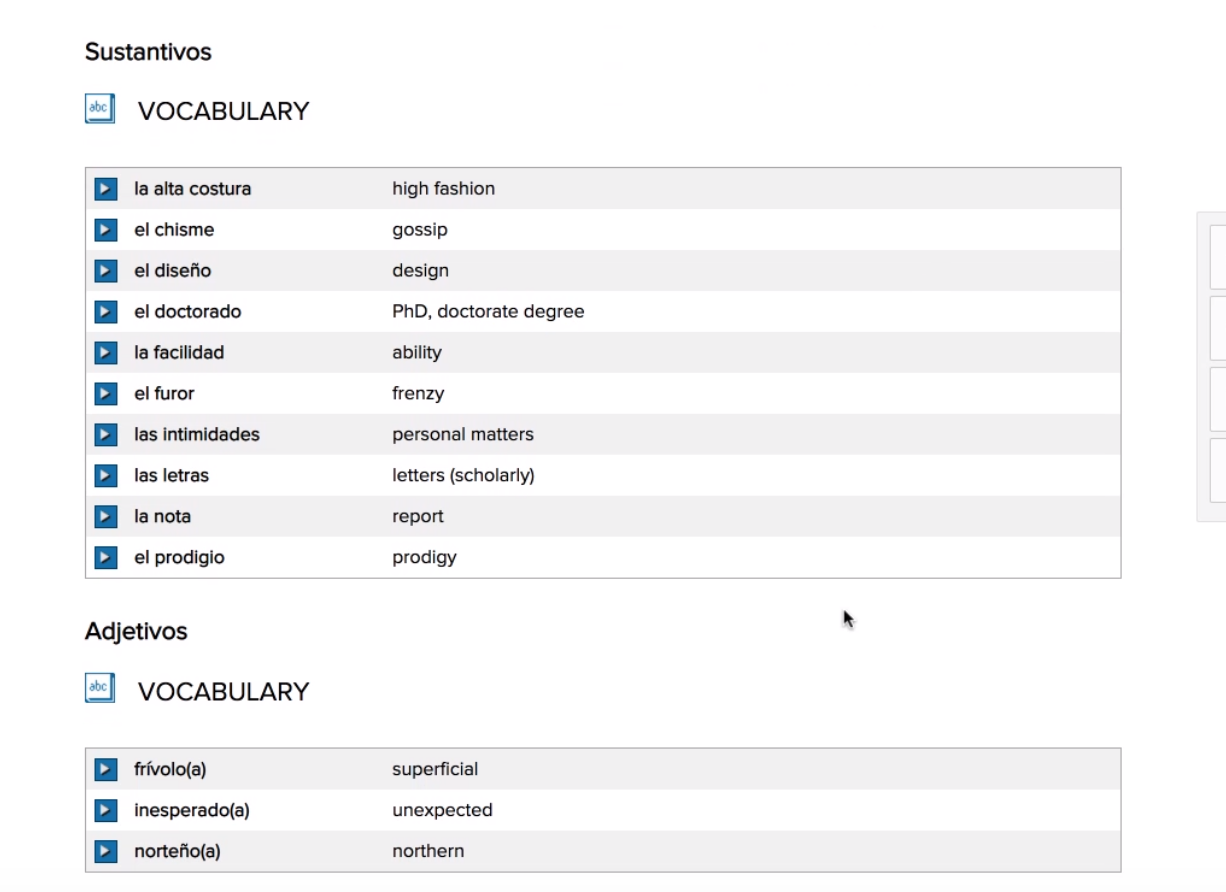 Sustantivos
abc VOCABULARY
la alta costura high fashion
el chisme gossip
el diseño design
el doctorado PhD, doctorate degree
la facilidad ability
el furor frenzy
las intimidades personal matters
las letras letters (scholarly)
la nota report
el prodigio prodigy
Adjetivos
abc VOCABULARY
frívolo(a) superficial
inesperado(a) unexpected
norteño(a) northern